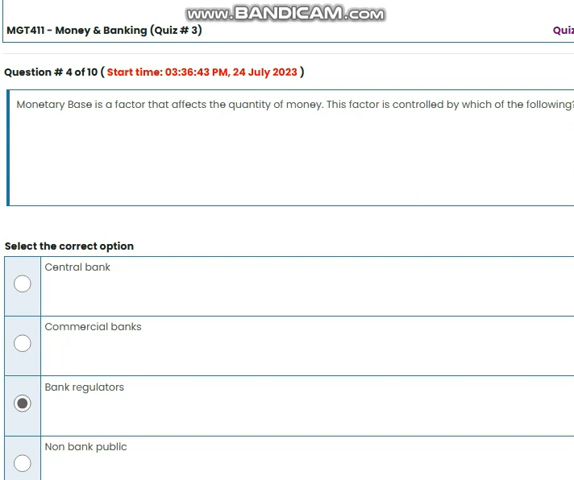 www.BANDICAM.com
MGT411 - Money & Banking (Quiz # 3)
Quiz
Question # 4 of 10 ( Start time: 03:36:43 PM, 24 July 2023 )
Monetary Base is a factor that affects the quantity of money. This factor is controlled by which of the following?
Select the correct option
Central bank
Commercial banks
Bank regulators
Non bank public